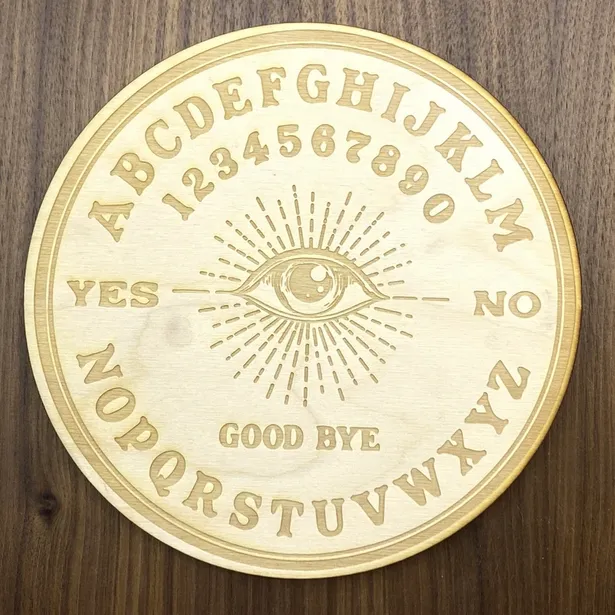 ABCDEFGHIJKLM
1234567890
YES
NO
NOPQRSTUVWXYZ
GOOD BYE